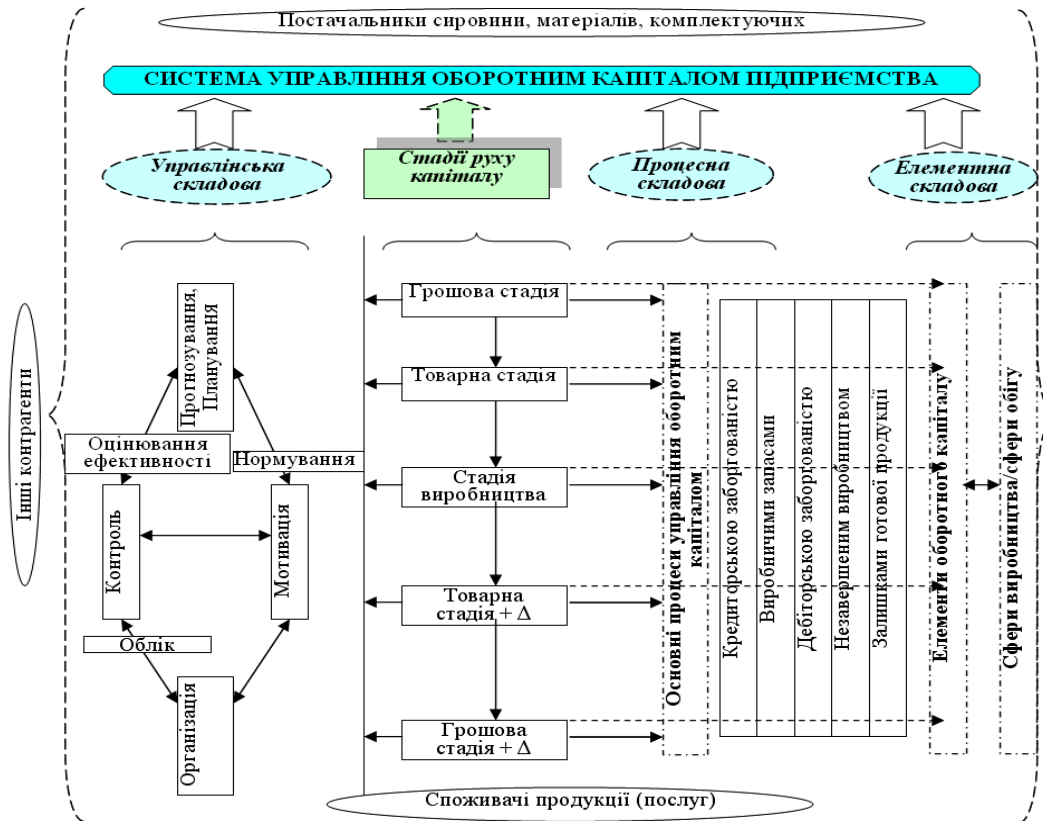 Постачальники сировини, матеріалів, комплектуючих
СИСТЕМА УПРАВЛІННЯ ОБОРОТНИМ КАПІТАЛОМ ПІДПРИЄМСТВА
Управлінська
складова
Стадії руху
капіталу
Процесна
складова
Елементна
складова
Інші контрагенти
Прогнозування,
Планування
Оцінювання
ефективності
Нормування
Контроль
Мотивація
Облік
Організація
Грошова стадія
Товарна стадія
Стадія
виробництва
Товарна
стадія + Δ
Грошова
стадія + Δ
Основні процеси управління оборотним
капіталом
Кредиторською заборгованістю
Виробничими запасами
Дебіторською заборгованістю
Незавершеним виробництвом
Залишками готової продукції
Елементи оборотного капіталу
Сфери виробництва/сфери обігу
Споживачі продукції (послуг)